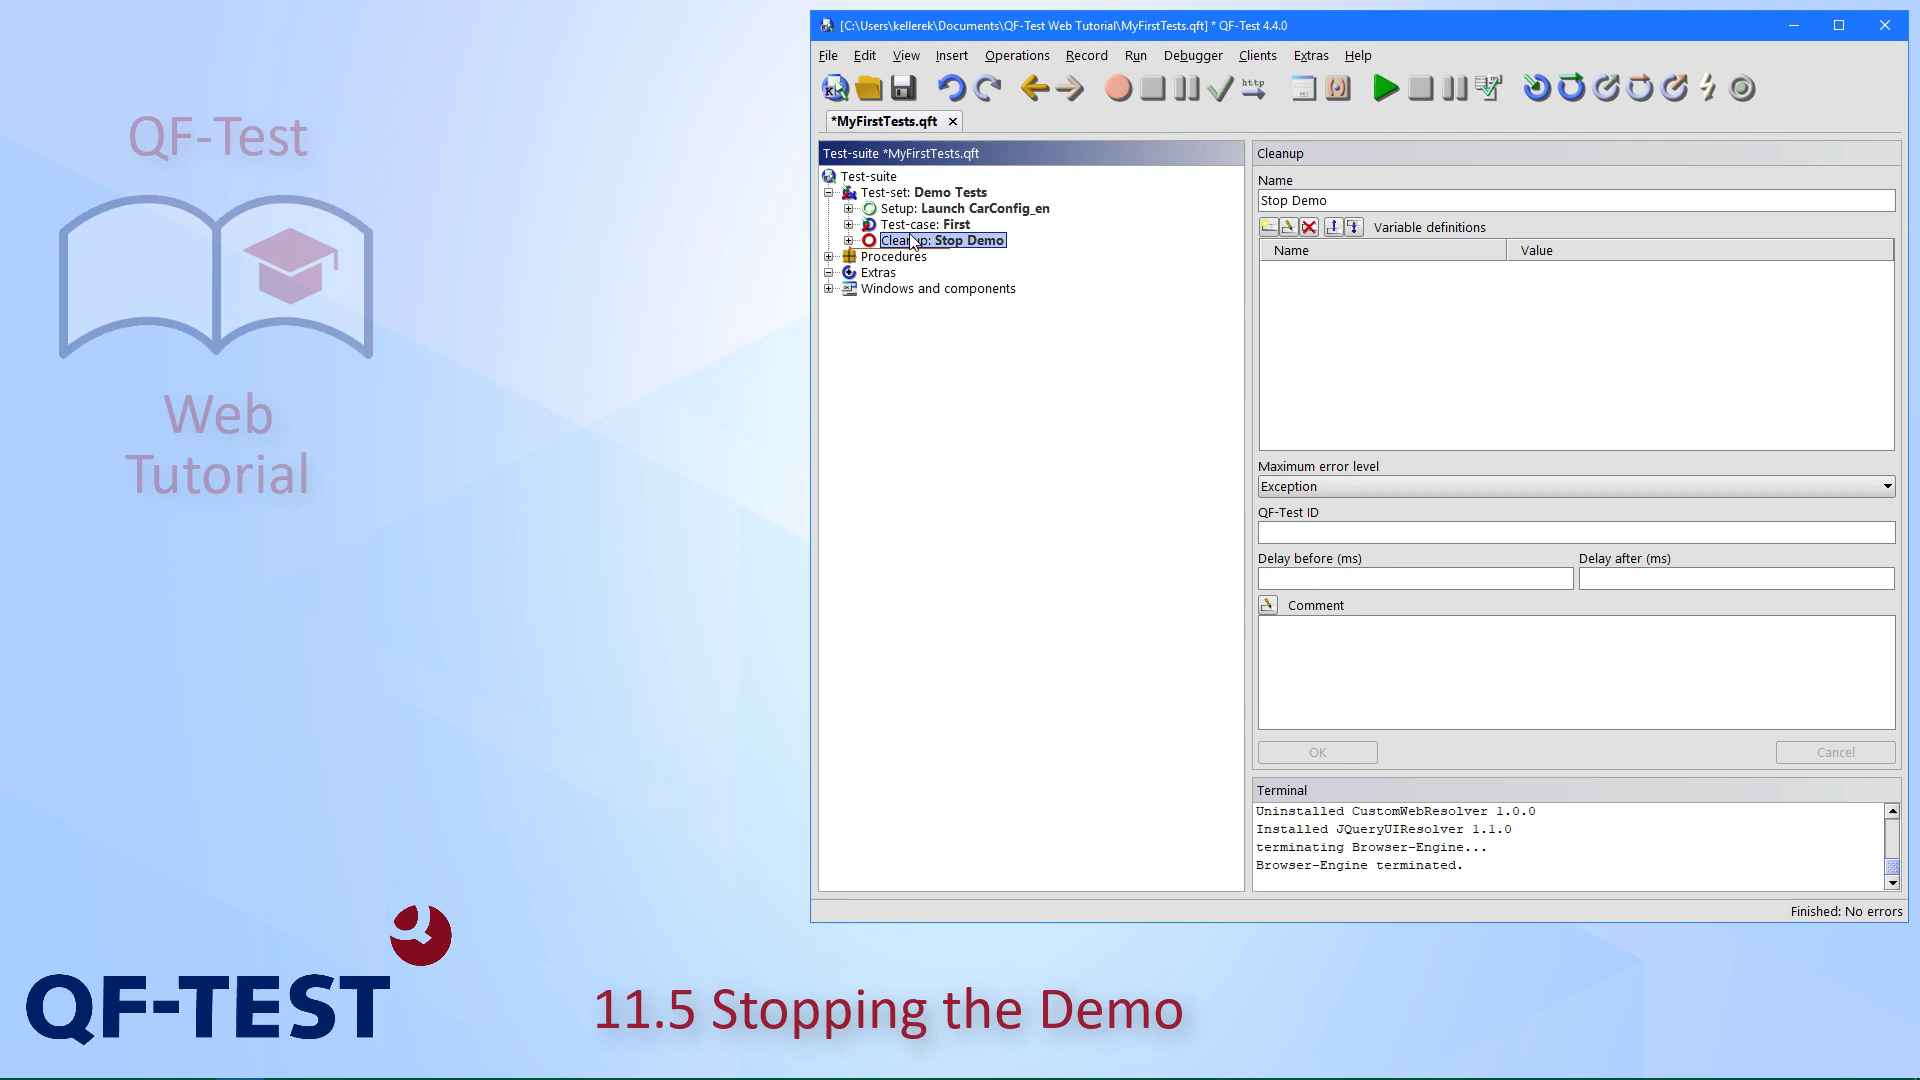 [C:\Users\kellerek\Documents\QF-Test Web Tutorial\MyFirstTests.qft] * QF-Test 4.4.0
File Edit View Insert Operations Record Run Debugger Clients Extras Help
http
*MyFirstTests.qft
Test-suite *MyFirstTests.qft
Test-suite
Test-set: Demo Tests
Setup: Launch CarConfig_en
Test-case: First
Cleanup: Stop Demo
Procedures
Extras
Windows and components
Cleanup
Name
Stop Demo
Variable definitions
Name Value
Maximum error level
Exception
QF-Test ID
Delay before (ms) Delay after (ms)
Comment
OK Cancel
Terminal
Uninstalled CustomWebResolver 1.0.0
Installed JQueryUIResolver 1.1.0
terminating Browser-Engine...
Browser-Engine terminated.
Finished: No errors
QF-Test
Web
Tutorial
QF-TEST
11.5 Stopping the Demo